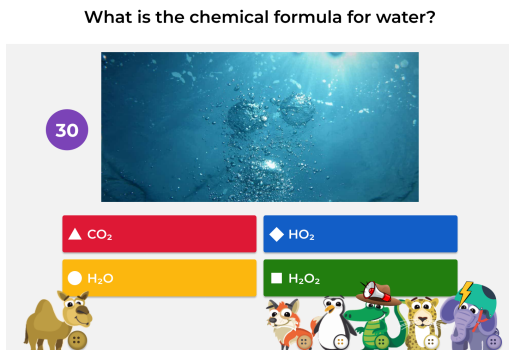 What is the chemical formula for water?
30
CO₂
HO₂
H₂O
H₂O₂